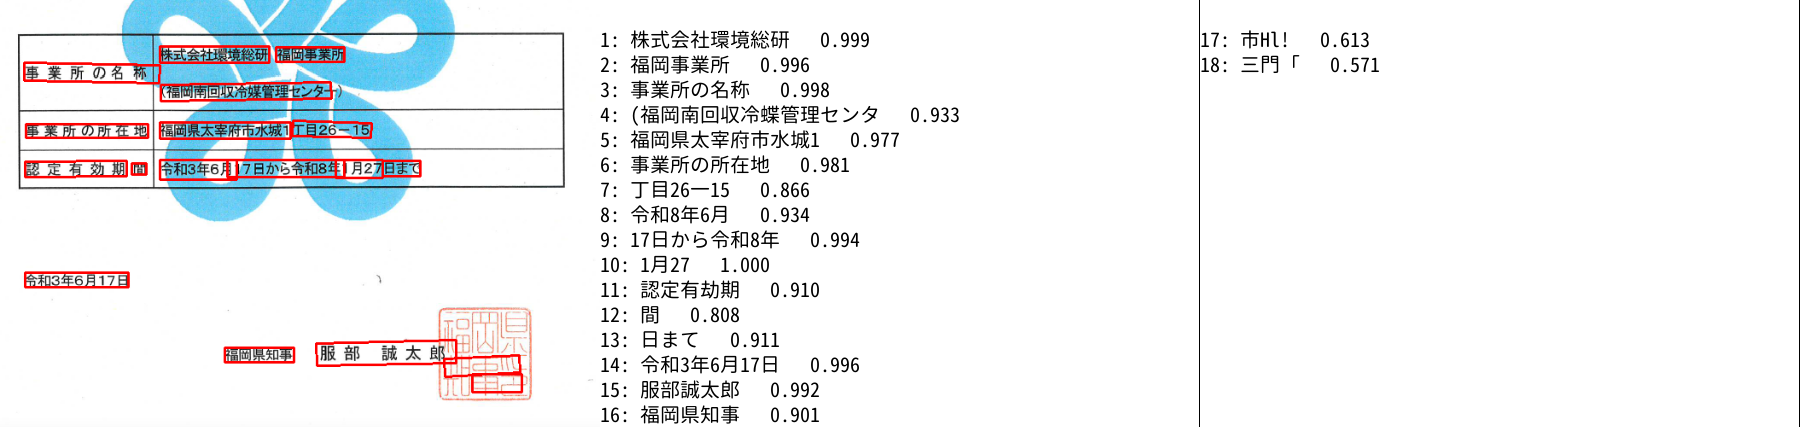 株式会社環境総研 福岡事業所
事業所の名称
(福岡南回収冷媒管理センター)
事業所の所在地 福岡県太宰府市水城1丁目26－15
認定有効期間 令和3年6月17日から令和8年1月27日まで
令和3年6月17日
福岡県知事 服部 誠太郎
1: 株式会社環境総研 0.999
2: 福岡事業所 0.996
3: 事業所の名称 0.998
4: (福岡南回収冷蝶管理センタ 0.933
5: 福岡県太宰府市水城1 0.977
6: 事業所の所在地 0.981
7: 丁目26一15 0.866
8: 令和8年6月 0.934
9: 17日から令和8年 0.994
10: 1月27 1.000
11: 認定有劫期 0.910
12: 間 0.808
13: 日まて 0.911
14: 令和3年6月17日 0.996
15: 服部誠太郎 0.992
16: 福岡県知事 0.901
17: 市Hl! 0.613
18: 三門「 0.571